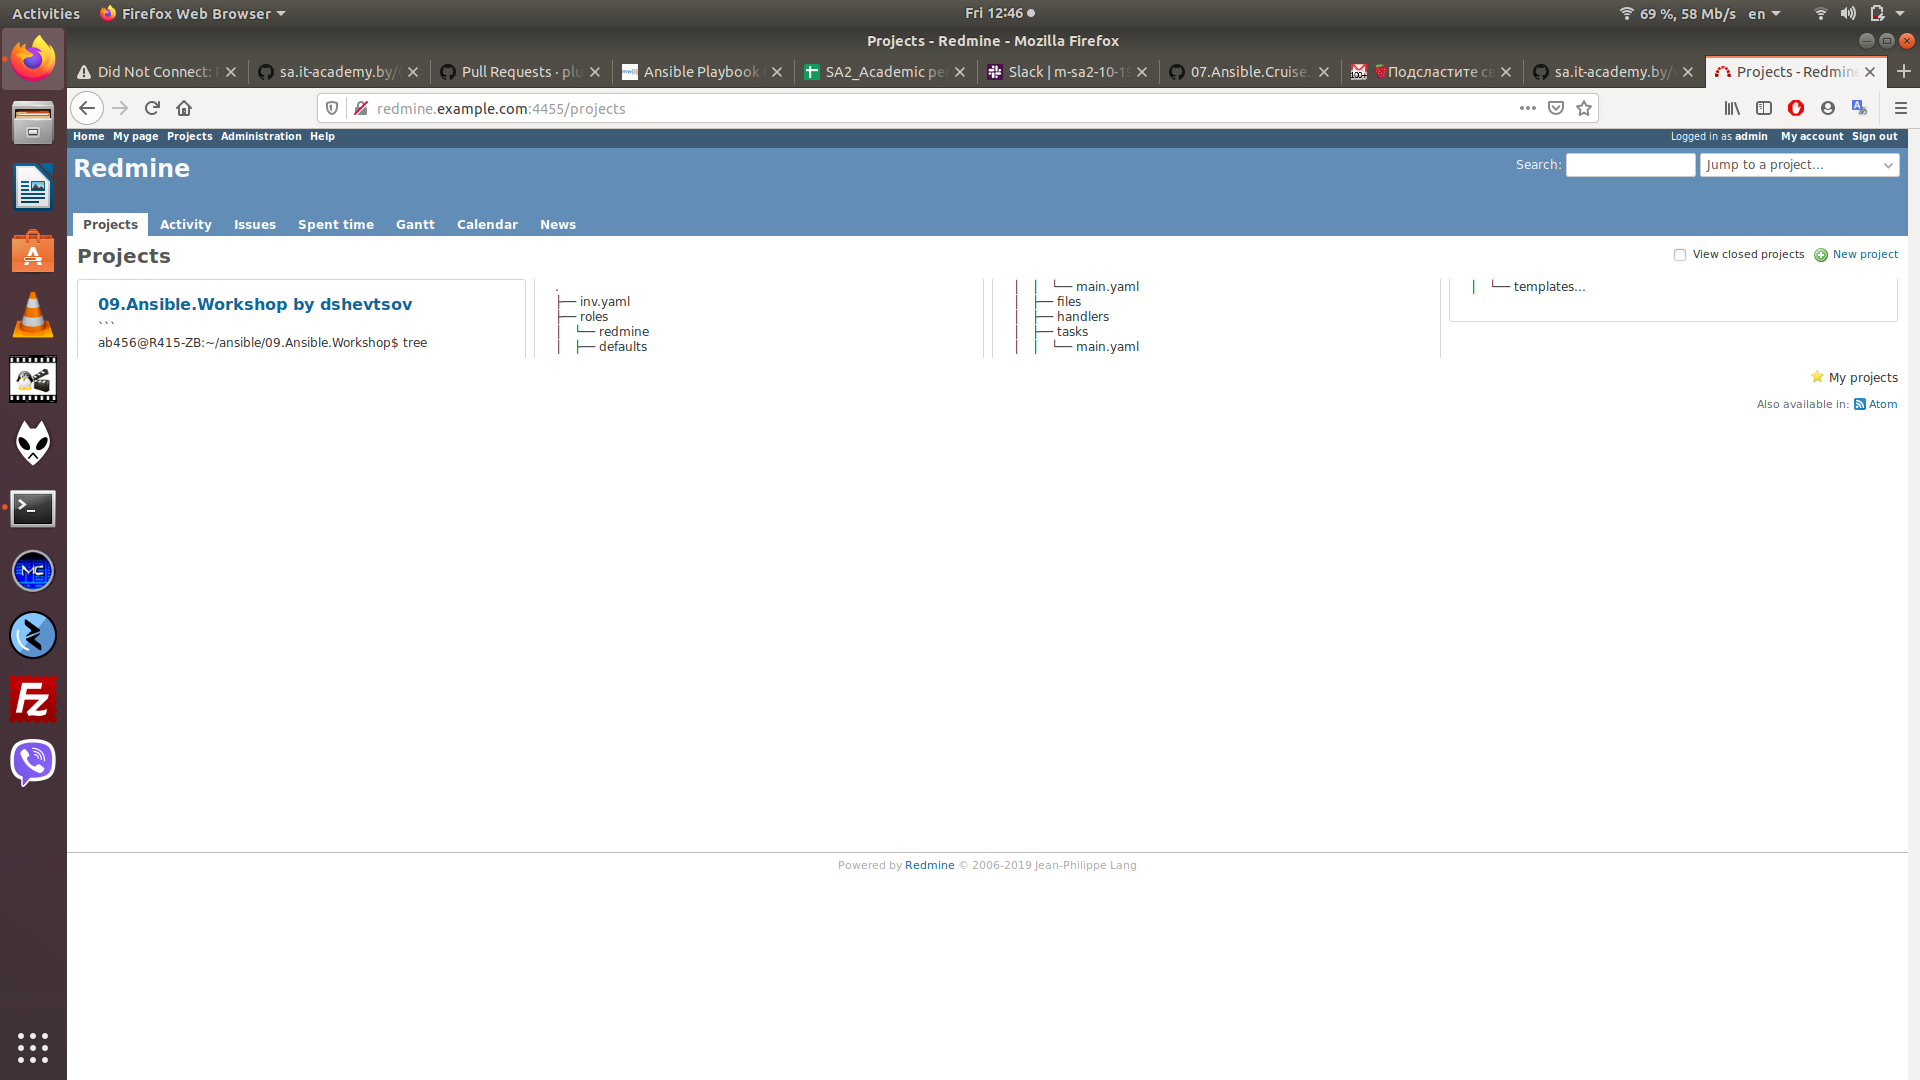 Activities Firefox Web Browser Fri 12:46 69 %, 58 Mb/s en
Projects - Redmine - Mozilla Firefox
Did Not Connect: sa.it-academy.by/ Pull Requests · plu Ansible Playbook SA2_Academic pe Slack | m-sa2-10-19 07.Ansible.Cruise. Подсластите св sa.it-academy.by/ Projects - Redmine
redmine.example.com:4455/projects
Home My page Projects Administration Help Logged in as admin My account Sign out
Redmine Search: Jump to a project...
Projects Activity Issues Spent time Gantt Calendar News
Projects View closed projects New project
09.Ansible.Workshop by dshevtsov
```
ab456@R415-ZB:~/ansible/09.Ansible.Workshop$ tree
.
├── inv.yaml
├── roles
│ └── redmine
│ ├── defaults
│ │ └── main.yaml
│ ├── files
│ ├── handlers
│ ├── tasks
│ │ └── main.yaml
│ └── templates...
My projects
Also available in: Atom
Powered by Redmine © 2006-2019 Jean-Philippe Lang